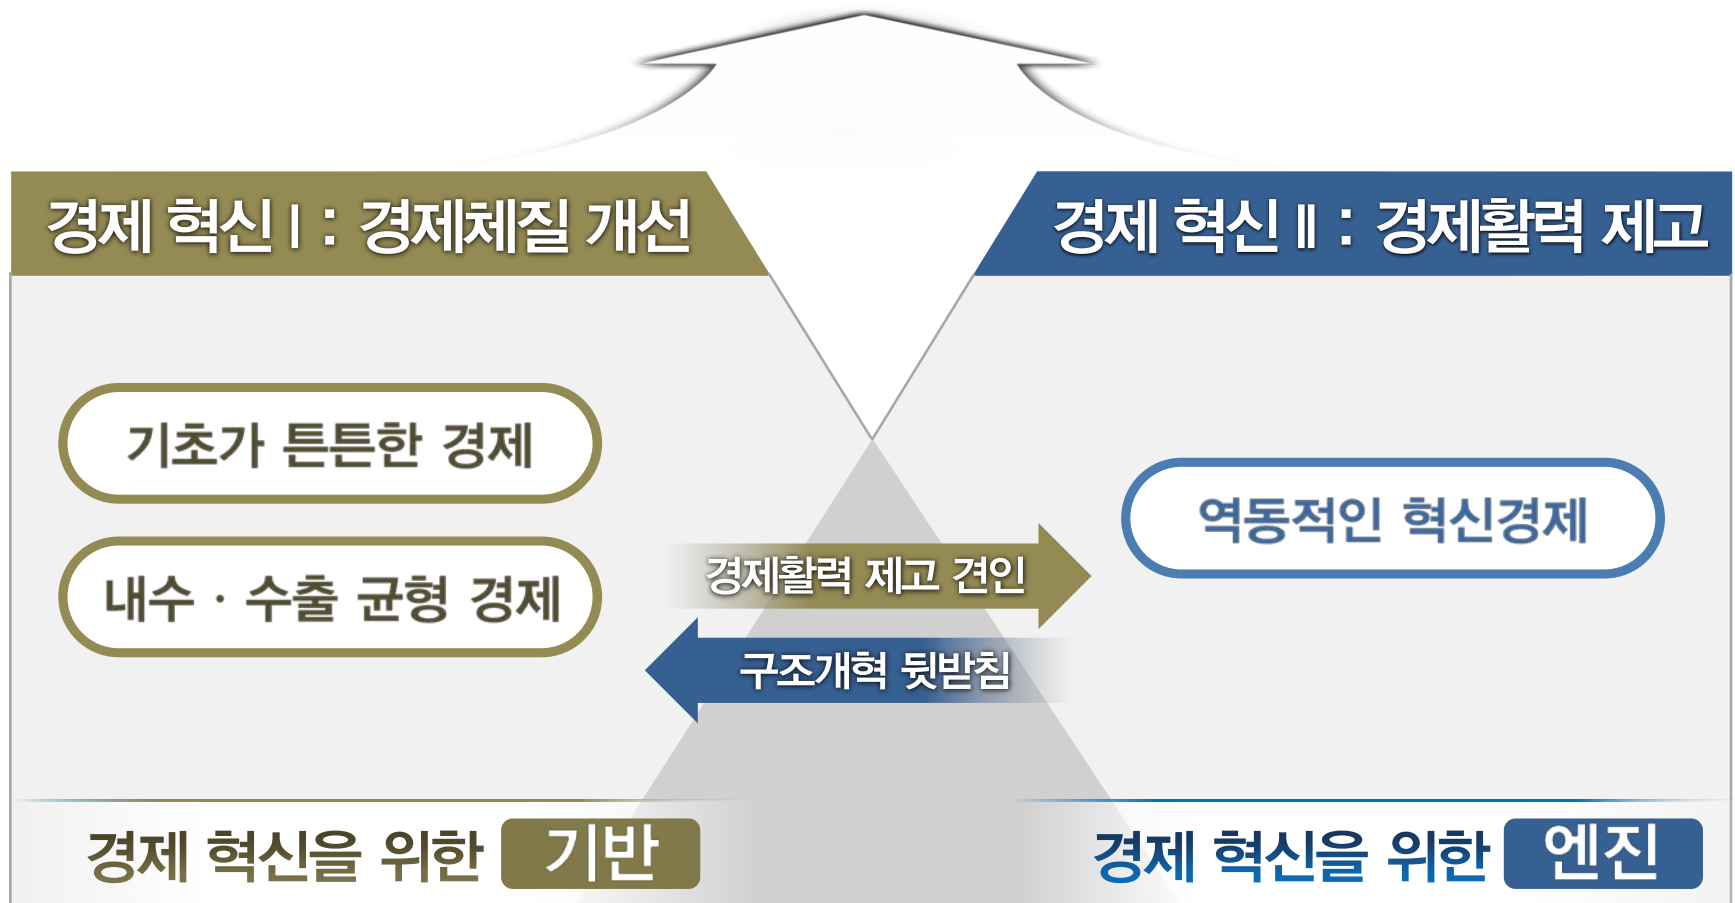 경제 혁신 Ⅰ : 경제체질 개선
경제 혁신 Ⅱ : 경제활력 제고
기초가 튼튼한 경제
내수 · 수출 균형 경제
역동적인 혁신경제
경제활력 제고 견인
구조개혁 뒷받침
경제 혁신을 위한 기반
경제 혁신을 위한 엔진